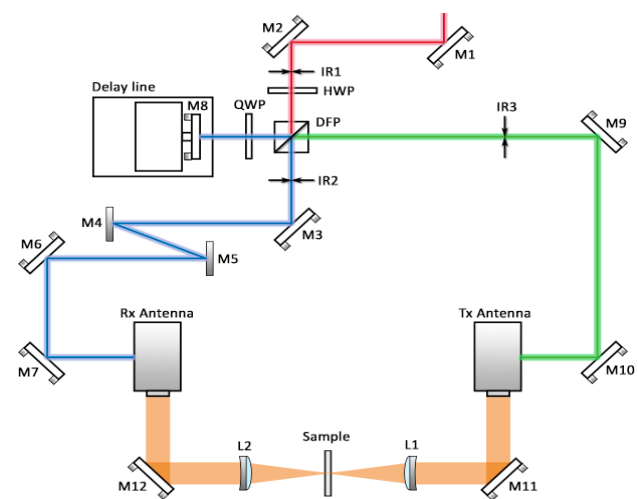 M2
M1
IR1
HWP
Delay line
M8
QWP
DFP
IR3
M9
IR2
M4
M3
M6
M5
Rx Antenna
Tx Antenna
M7
M10
Sample
L2
L1
M12
M11